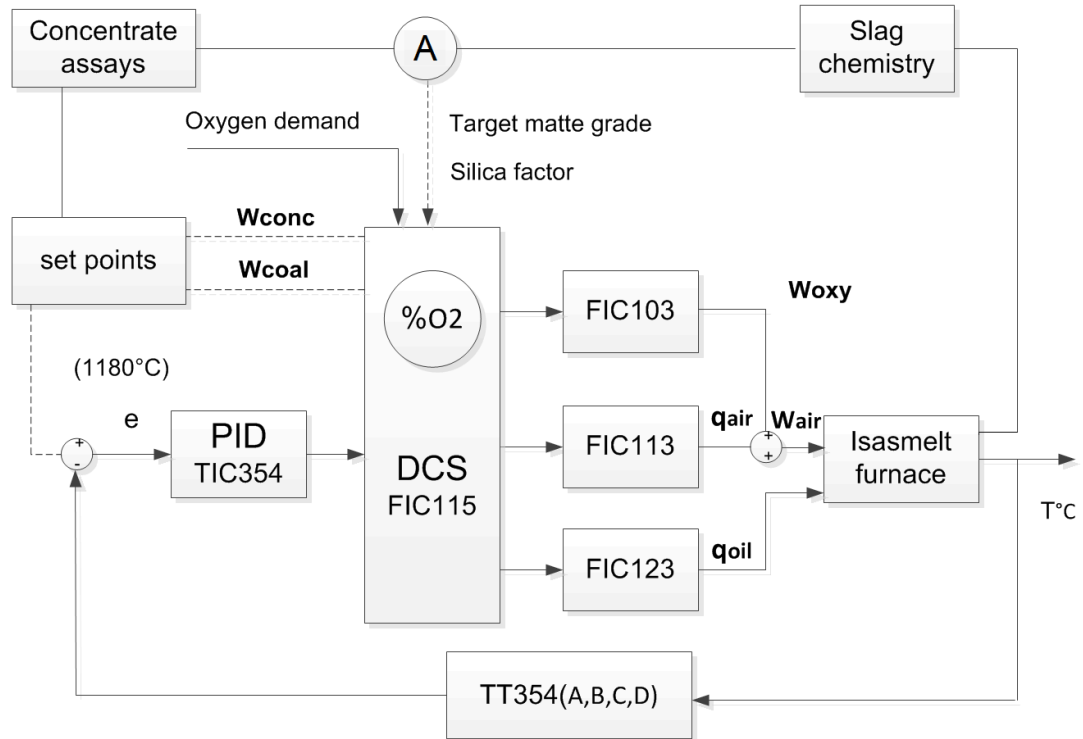 Concentrate
assays
A
Slag
chemistry
Oxygen demand
Target matte grade
Silica factor
set points
Wconc
Wcoal
%O2
FIC103
Woxy
(1180°C)
e
PID
TIC354
+
-
DCS
FIC115
FIC113
qair
Wair
+
+
Isasmelt
furnace
T°C
FIC123
qoil
TT354(A,B,C,D)